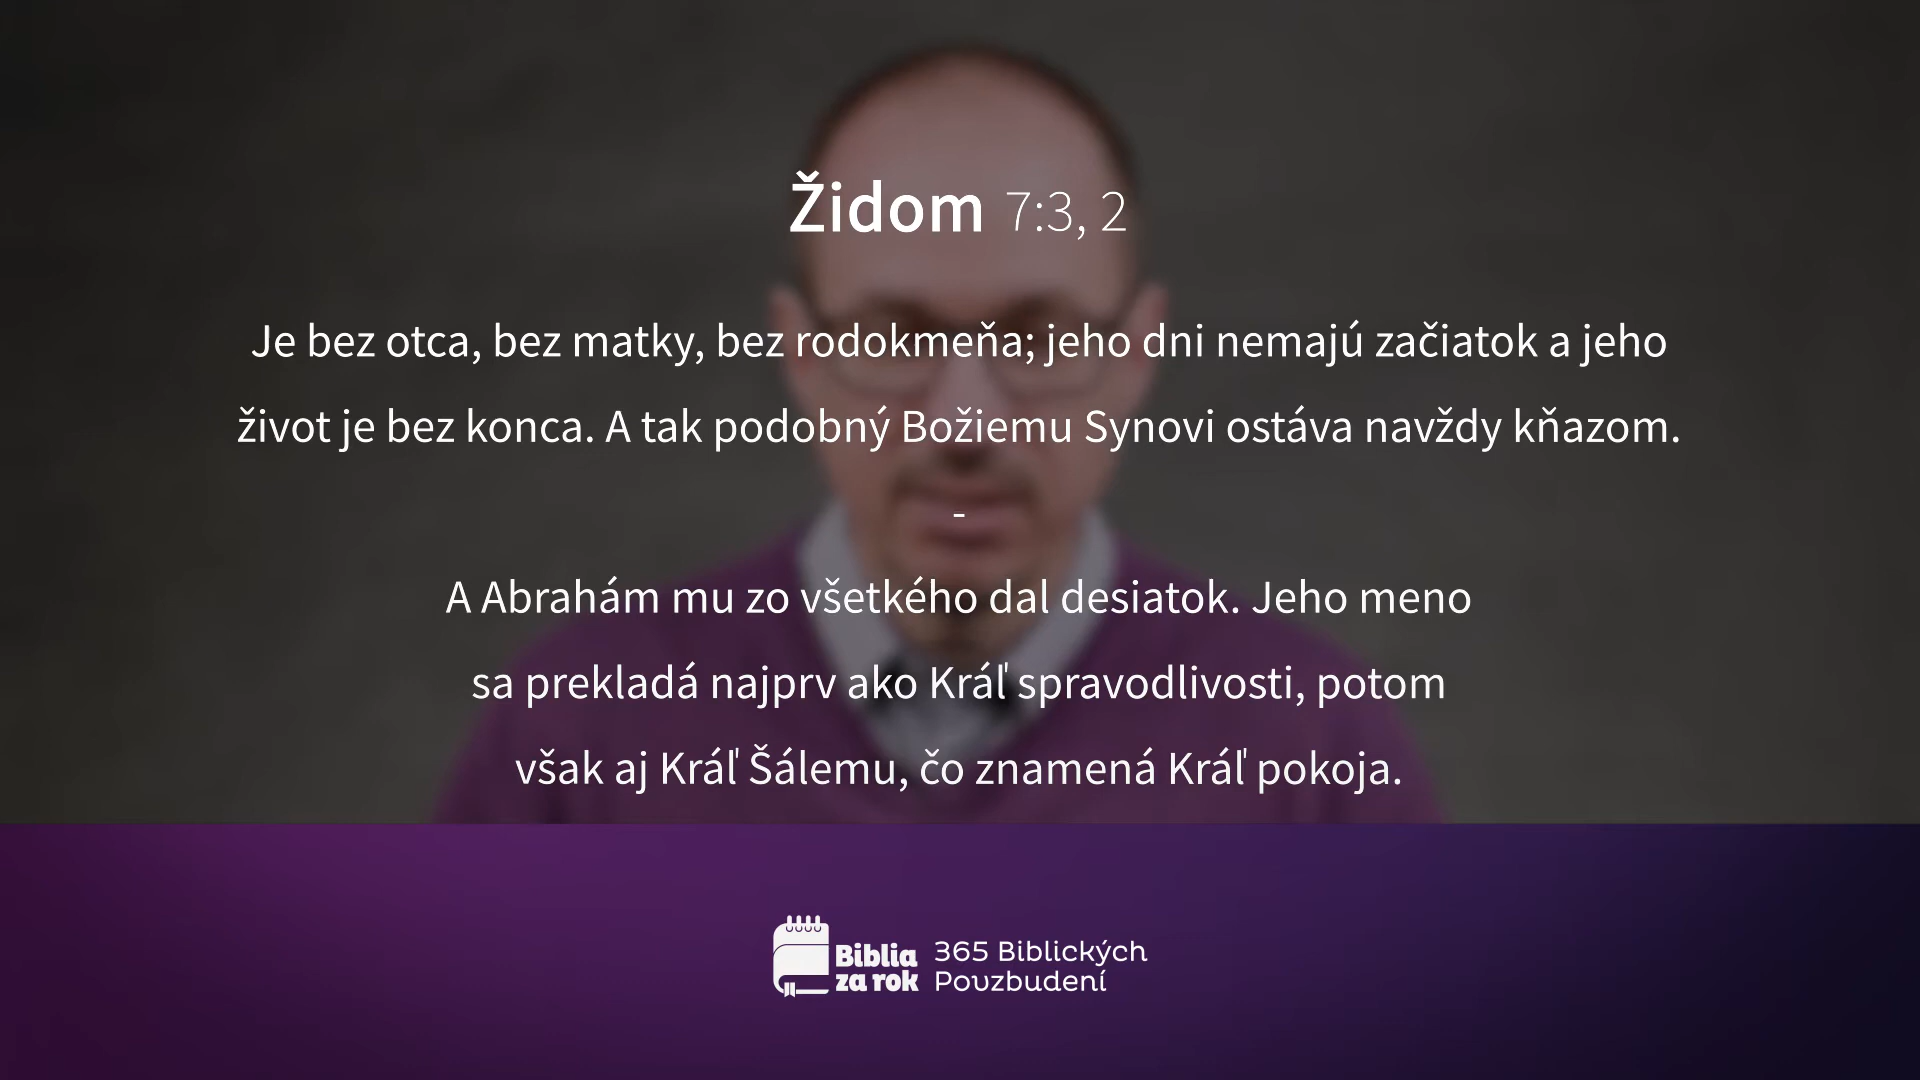 Židom 7:3, 2
Je bez otca, bez matky, bez rodokmeňa; jeho dni nemajú začiatok a jeho
život je bez konca. A tak podobný Božiemu Synovi ostáva navždy kňazom.
-
A Abrahám mu zo všetkého dal desiatok. Jeho meno
sa prekladá najprv ako Kráľ spravodlivosti, potom
však aj Kráľ Šálemu, čo znamená Kráľ pokoja.
Biblia
za rok
365 Biblických
Povzbudení